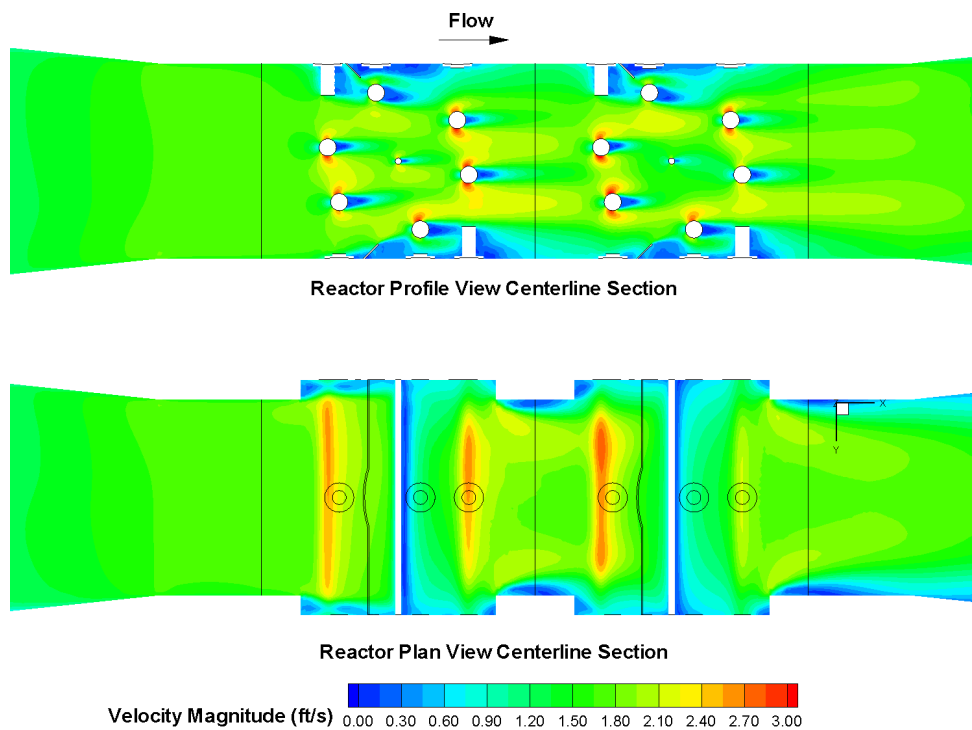 Flow
Reactor Profile View Centerline Section
X
Y
Reactor Plan View Centerline Section
Velocity Magnitude (ft/s)
0.00 0.30 0.60 0.90 1.20 1.50 1.80 2.10 2.40 2.70 3.00